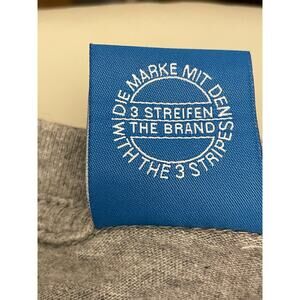 DIE MARKE MIT DEN
3 STREIFEN
THE BRAND
WITH THE 3 STRIPES